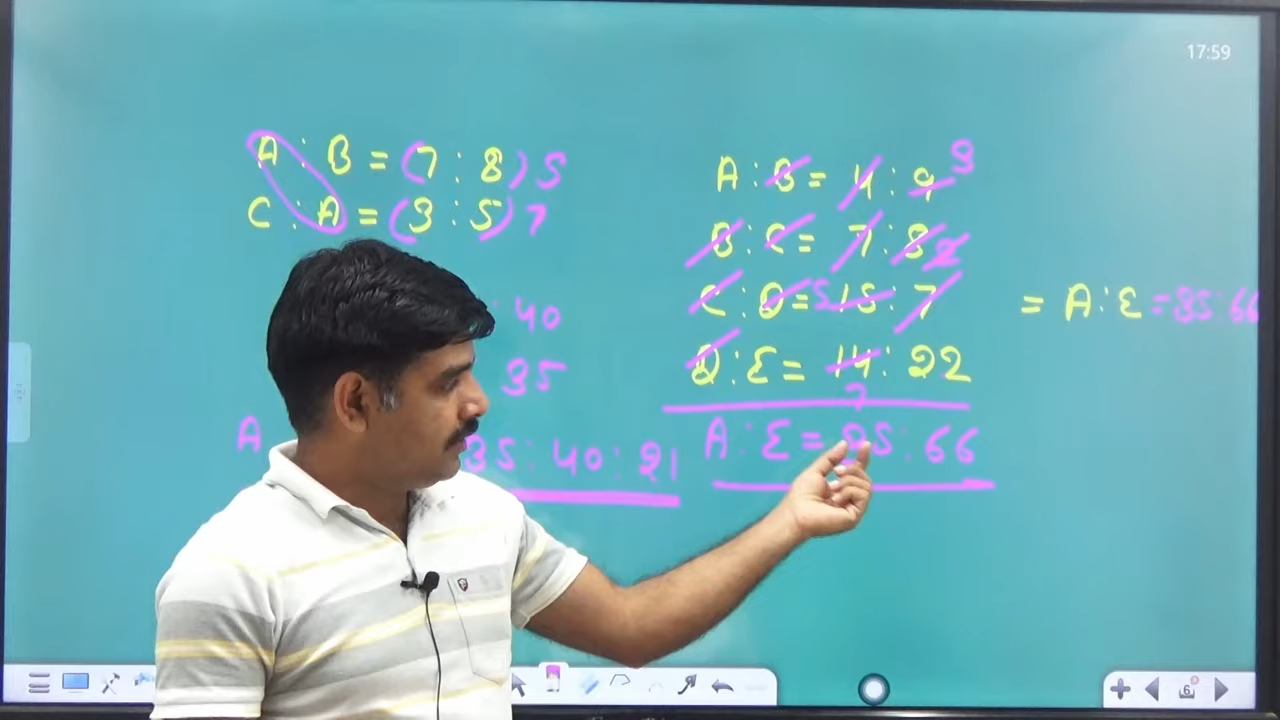 17:59
A : B = (7 : 8) 5
C : A = (3 : 5) 7
: 40
35
A 35 : 40 : 21
A : B = 4 : 9 3
B : C = 7 : 8 2
C : D = 5 15 : 7
D : E = 14 : 22
7
A : E = 35 : 66
= A : E = 35 : 66